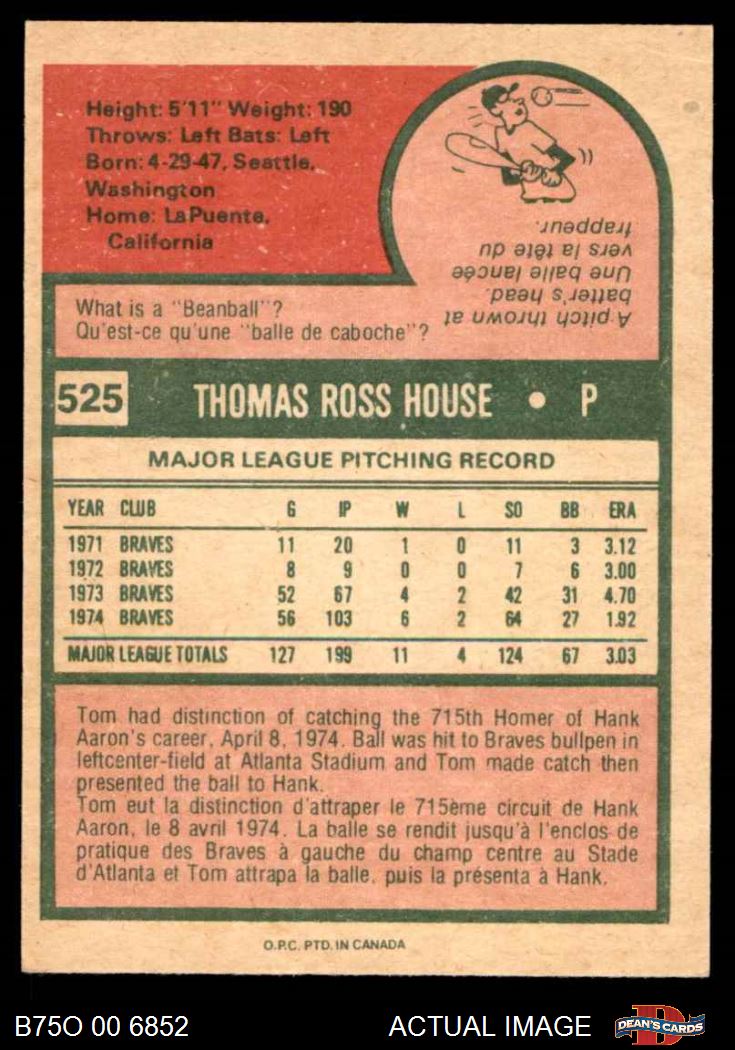 Height: 5'11" Weight: 190
Throws: Left Bats: Left
Born: 4-29-47, Seattle,
Washington
Home: LaPuente,
California
What is a "Beanball"?
Qu'est-ce qu'une "balle de caboche"?
A pitch thrown at
batter's head.
Une balle lancée
vers la tête du
frappeur.
525 THOMAS ROSS HOUSE • P
MAJOR LEAGUE PITCHING RECORD
YEAR CLUB G IP W L SO BB ERA
1971 BRAVES 11 20 1 0 11 3 3.12
1972 BRAVES 8 9 0 0 7 6 3.00
1973 BRAVES 52 67 4 2 42 31 4.70
1974 BRAVES 56 103 6 2 64 27 1.92
MAJOR LEAGUE TOTALS 127 199 11 4 124 67 3.03
Tom had distinction of catching the 715th Homer of Hank
Aaron's career, April 8, 1974. Ball was hit to Braves bullpen in
leftcenter-field at Atlanta Stadium and Tom made catch then
presented the ball to Hank.
Tom eut la distinction d'attraper le 715ème circuit de Hank
Aaron, le 8 avril 1974. La balle se rendit jusqu'à l'enclos de
pratique des Braves à gauche du champ centre au Stade
d'Atlanta et Tom attrapa la balle, puis la présenta à Hank.
O.P.C. PTD. IN CANADA
B75O 00 6852 ACTUAL IMAGE DEAN'S CARDS